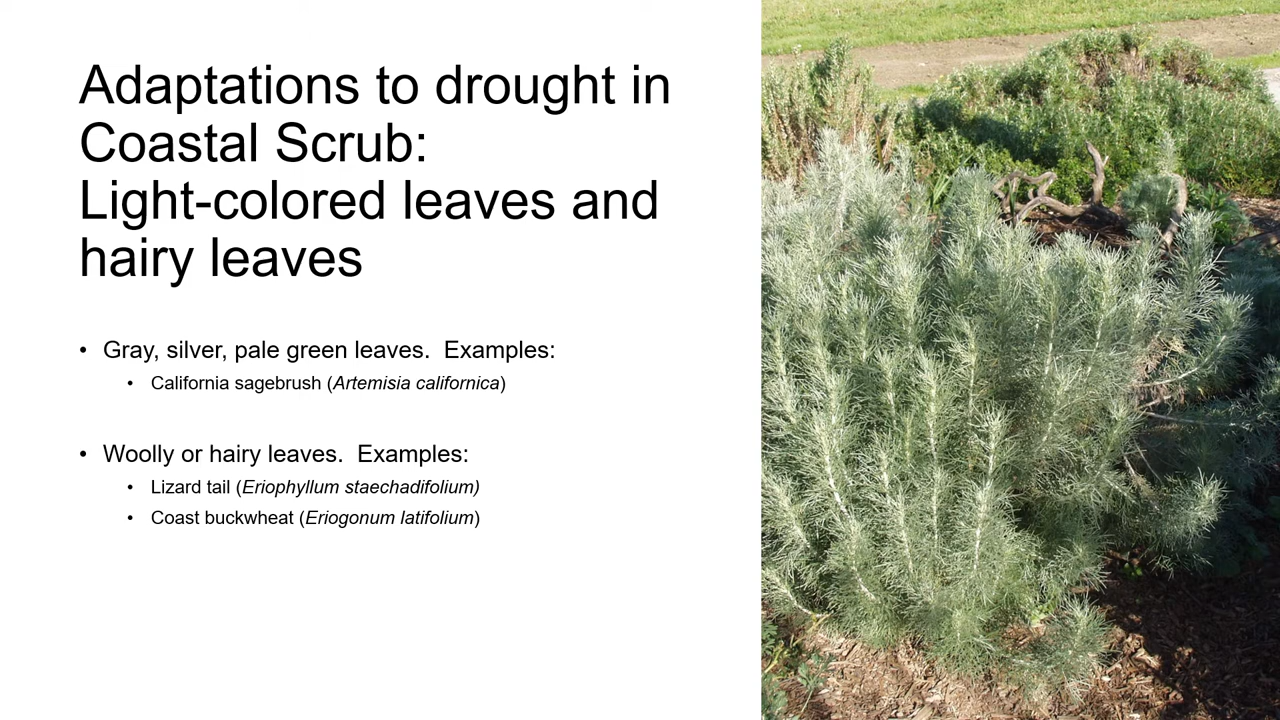 Adaptations to drought in
Coastal Scrub:
Light-colored leaves and
hairy leaves
• Gray, silver, pale green leaves.  Examples:
• California sagebrush (Artemisia californica)
• Woolly or hairy leaves.  Examples:
• Lizard tail (Eriophyllum staechadifolium)
• Coast buckwheat (Eriogonum latifolium)